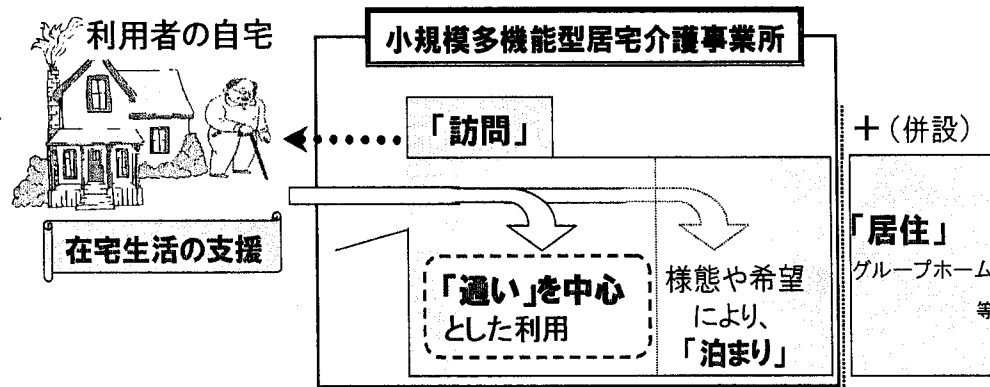 利用者の自宅
小規模多機能型居宅介護事業所
「訪問」
在宅生活の支援
「通い」を中心
とした利用
様態や希望
により、
「泊まり」
＋(併設)
「居住」
グループホーム
等